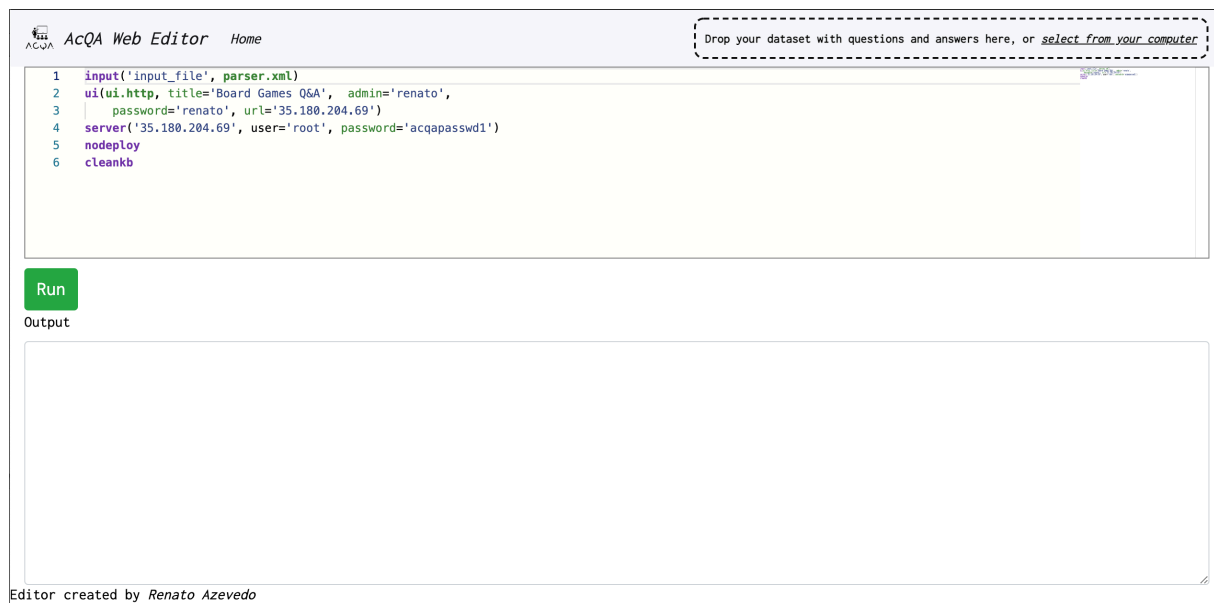 ACQA AcQA Web Editor Home
Drop your dataset with questions and answers here, or select from your computer
1 input('input_file', parser.xml)
2 ui(ui.http, title='Board Games Q&A', admin='renato',
3 password='renato', url='35.180.204.69')
4 server('35.180.204.69', user='root', password='acqapasswd1')
5 nodeploy
6 cleankb
Run
Output
Editor created by Renato Azevedo